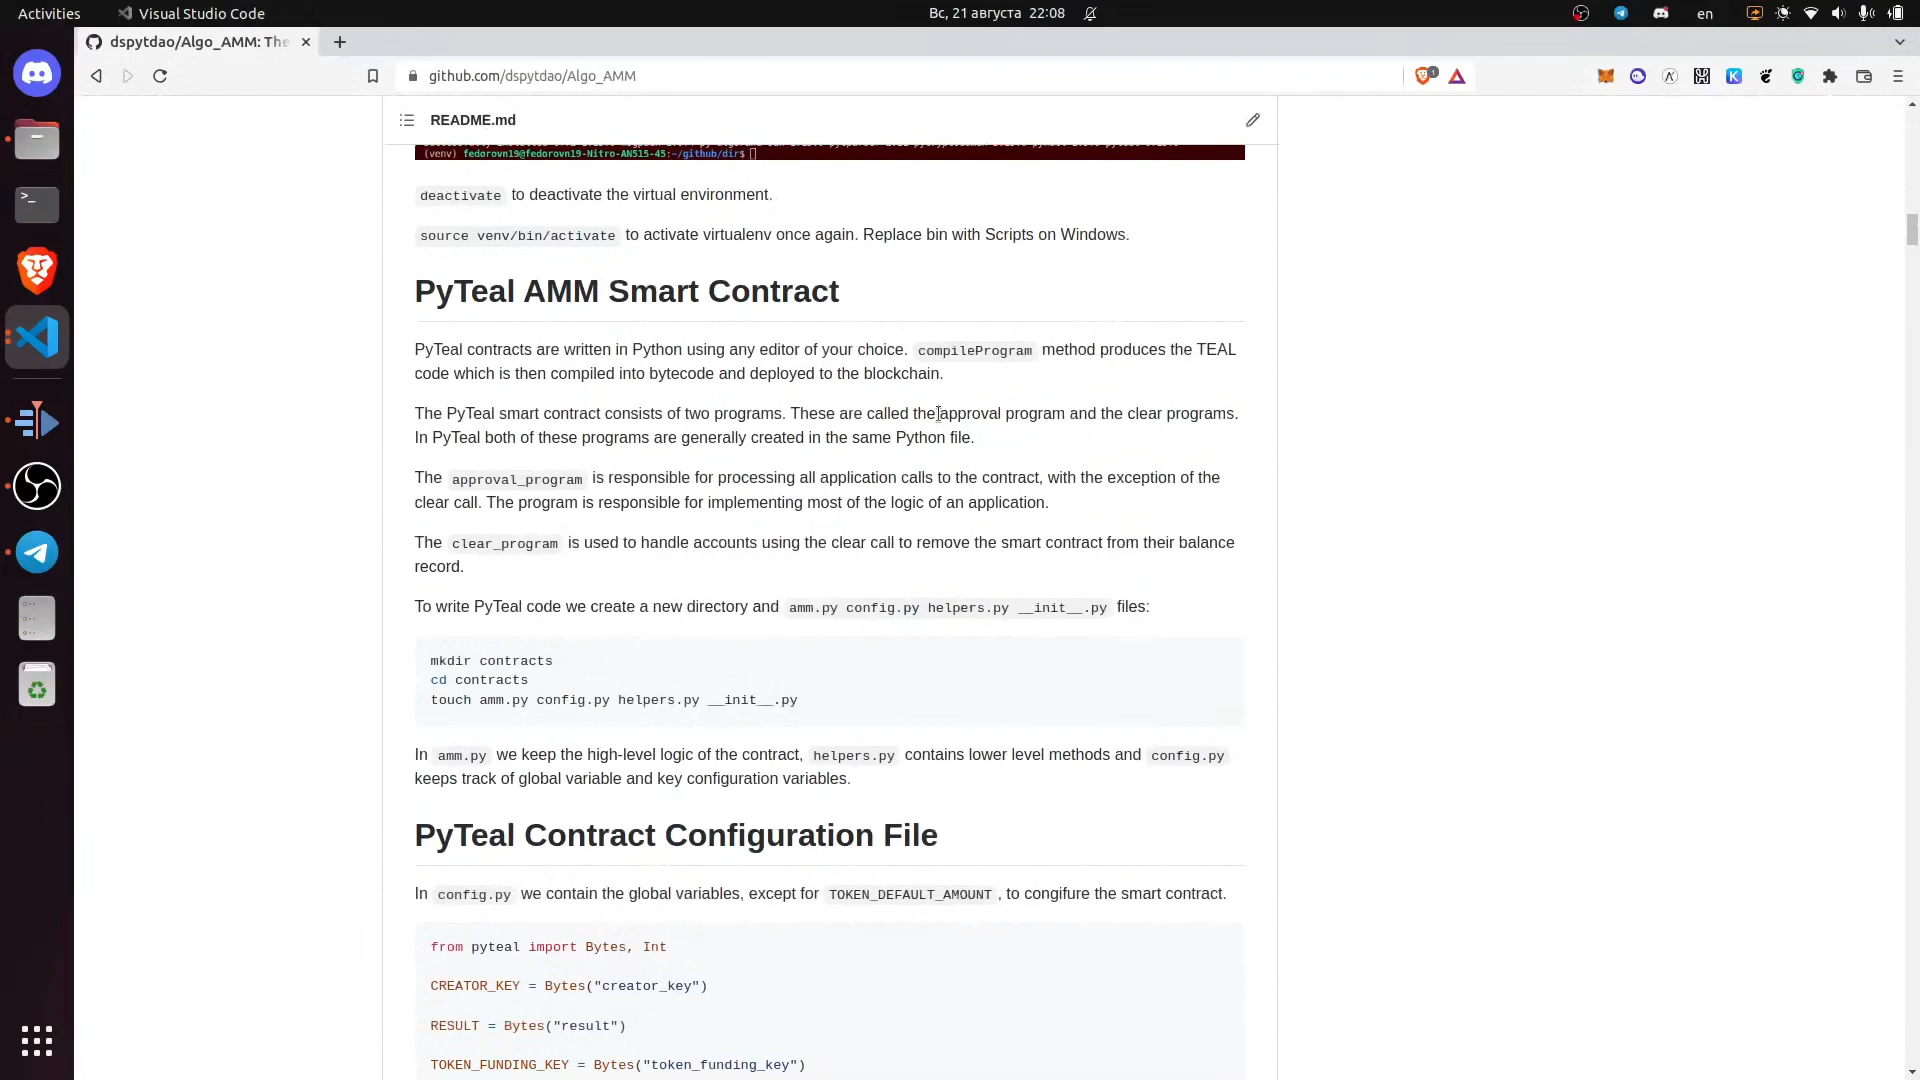 Activities
Visual Studio Code
Вс, 21 августа 22:08
en
dspytdao/Algo_AMM: The
github.com/dspytdao/Algo_AMM
1
README.md
(venv) fedorovn19@fedorovn19-Nitro-AN515-45:~/github/dir$
deactivate to deactivate the virtual environment.
source venv/bin/activate to activate virtualenv once again. Replace bin with Scripts on Windows.
PyTeal AMM Smart Contract
PyTeal contracts are written in Python using any editor of your choice. compileProgram method produces the TEAL
code which is then compiled into bytecode and deployed to the blockchain.
The PyTeal smart contract consists of two programs. These are called the approval program and the clear programs.
In PyTeal both of these programs are generally created in the same Python file.
The approval_program is responsible for processing all application calls to the contract, with the exception of the
clear call. The program is responsible for implementing most of the logic of an application.
The clear_program is used to handle accounts using the clear call to remove the smart contract from their balance
record.
To write PyTeal code we create a new directory and amm.py config.py helpers.py __init__.py files:
mkdir contracts
cd contracts
touch amm.py config.py helpers.py __init__.py
In amm.py we keep the high-level logic of the contract, helpers.py contains lower level methods and config.py
keeps track of global variable and key configuration variables.
PyTeal Contract Configuration File
In config.py we contain the global variables, except for TOKEN_DEFAULT_AMOUNT , to congifure the smart contract.
from pyteal import Bytes, Int
CREATOR_KEY = Bytes("creator_key")
RESULT = Bytes("result")
TOKEN_FUNDING_KEY = Bytes("token_funding_key")